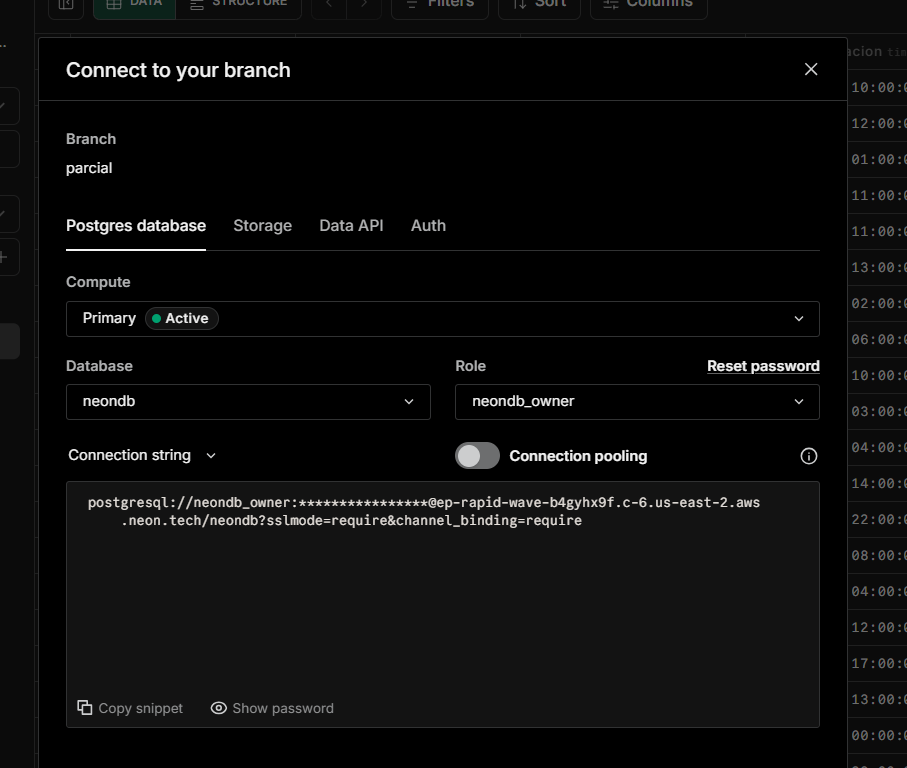 DATA
STRUCTURE
Filters
Sort
Columns
Connect to your branch
Branch
parcial
Postgres database
Storage
Data API
Auth
Compute
Primary
Active
Database
Role
Reset password
neondb
neondb_owner
Connection string
Connection pooling
postgresql://neondb_owner:****************@ep-rapid-wave-b4gyhx9f.c-6.us-east-2.aws
.neon.tech/neondb?sslmode=require&channel_binding=require
Copy snippet
Show password
acion tim
10:00:0
12:00:0
01:00:0
11:00:0
11:00:0
13:00:0
02:00:0
06:00:0
10:00:0
03:00:0
04:00:0
14:00:0
22:00:0
08:00:0
04:00:0
12:00:0
17:00:0
13:00:0
00:00:0